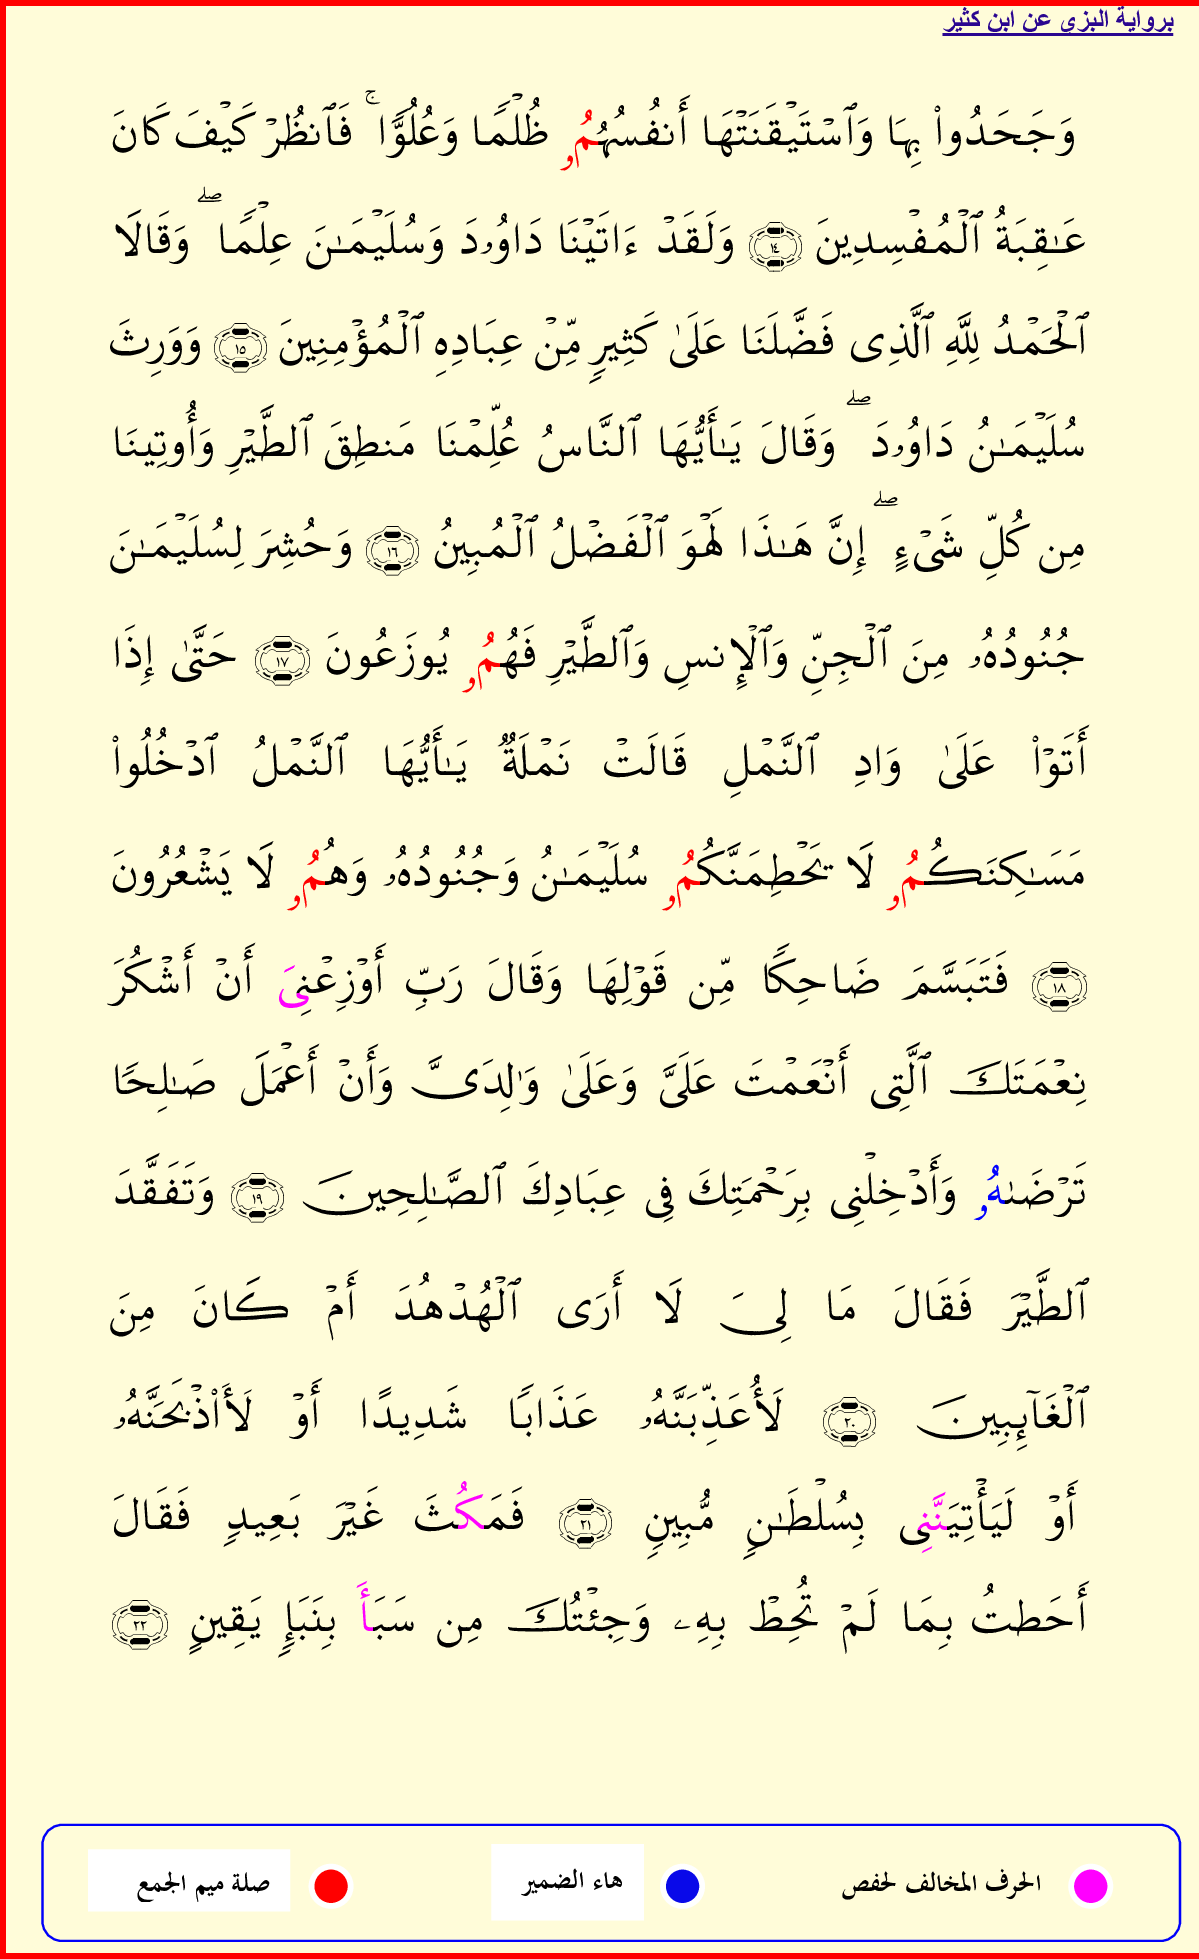 برواية البزي عن ابن كثير
وَجَحَدُواْ بِهَا وَٱسۡتَيۡقَنَتۡهَا أَنفُسُهُمُۥ ظُلۡمًا وَعُلُوًّاۚ فَٱنظُرۡ كَيۡفَ كَانَ
عَـٰقِبَةُ ٱلۡمُفۡسِدِينَ ١٤ وَلَقَدۡ ءَاتَيۡنَا دَاوُۥدَ وَسُلَيۡمَـٰنَ عِلۡمًاۖ وَقَالَا
ٱلۡحَمۡدُ لِلَّهِ ٱلَّذِى فَضَّلَنَا عَلَىٰ كَثِيرٍ مِّنۡ عِبَادِهِ ٱلۡمُؤۡمِنِينَ ١٥ وَوَرِثَ
سُلَيۡمَـٰنُ دَاوُۥدَۖ وَقَالَ يَـٰٓأَيُّهَا ٱلنَّاسُ عُلِّمۡنَا مَنطِقَ ٱلطَّيۡرِ وَأُوتِينَا
مِن كُلِّ شَىۡءٍۖ إِنَّ هَـٰذَا لَهۡوَ ٱلۡفَضۡلُ ٱلۡمُبِينُ ١٦ وَحُشِرَ لِسُلَيۡمَـٰنَ
جُنُودُهُۥ مِنَ ٱلۡجِنِّ وَٱلۡإِنسِ وَٱلطَّيۡرِ فَهُمُۥ يُوزَعُونَ ١٧ حَتَّىٰ إِذَا
أَتَوۡاْ عَلَىٰ وَادِ ٱلنَّمۡلِ قَالَتۡ نَمۡلَةٌ يَـٰأَيُّهَا ٱلنَّمۡلُ ٱدۡخُلُواْ
مَسَـٰكِنَكُمُۥ لَا يَحۡطِمَنَّكُمُۥ سُلَيۡمَـٰنُ وَجُنُودُهُۥ وَهُمُۥ لَا يَشۡعُرُونَ
١٨ فَتَبَسَّمَ ضَاحِكًا مِّن قَوۡلِهَا وَقَالَ رَبِّ أَوۡزِعۡنِىَ أَنۡ أَشۡكُرَ
نِعۡمَتَكَ ٱلَّتِى أَنۡعَمۡتَ عَلَىَّ وَعَلَىٰ وَٰلِدَىَّ وَأَنۡ أَعۡمَلَ صَـٰلِحًا
تَرۡضَىٰهُۥ وَأَدۡخِلۡنِى بِرَحۡمَتِكَ فِى عِبَادِكَ ٱلصَّـٰلِحِينَ ١٩ وَتَفَقَّدَ
ٱلطَّيۡرَ فَقَالَ مَا لِىَ لَا أَرَى ٱلۡهُدۡهُدَ أَمۡ كَانَ مِنَ
ٱلۡغَآئِبِينَ ٢٠ لَأُعَذِّبَنَّهُۥ عَذَابًا شَدِيدًا أَوۡ لَأَاْذۡبَحَنَّهُۥ
أَوۡ لَيَأۡتِيَنَّنِى بِسُلۡطَـٰنٍ مُّبِينٍ ٢١ فَمَكُثَ غَيۡرَ بَعِيدٍ فَقَالَ
أَحَطتُ بِمَا لَمۡ تُحِطۡ بِهِۦ وَجِئۡتُكَ مِن سَبَأَ بِنَبَإٍ يَقِينٍ ٢٢
الحرف المخالف لحفص هاء الضمير صلة ميم الجمع